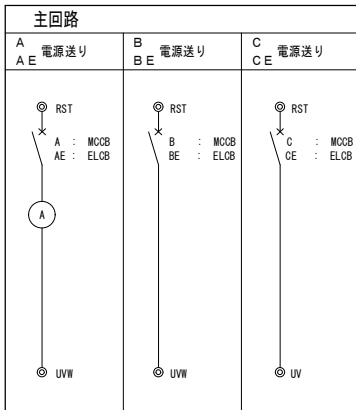 主回路
A
AE 電源送り
B
BE 電源送り
C
CE 電源送り
RST
A : MCCB
AE : ELCB
A
UVW
RST
B : MCCB
BE : ELCB
UVW
RST
C : MCCB
CE : ELCB
UV